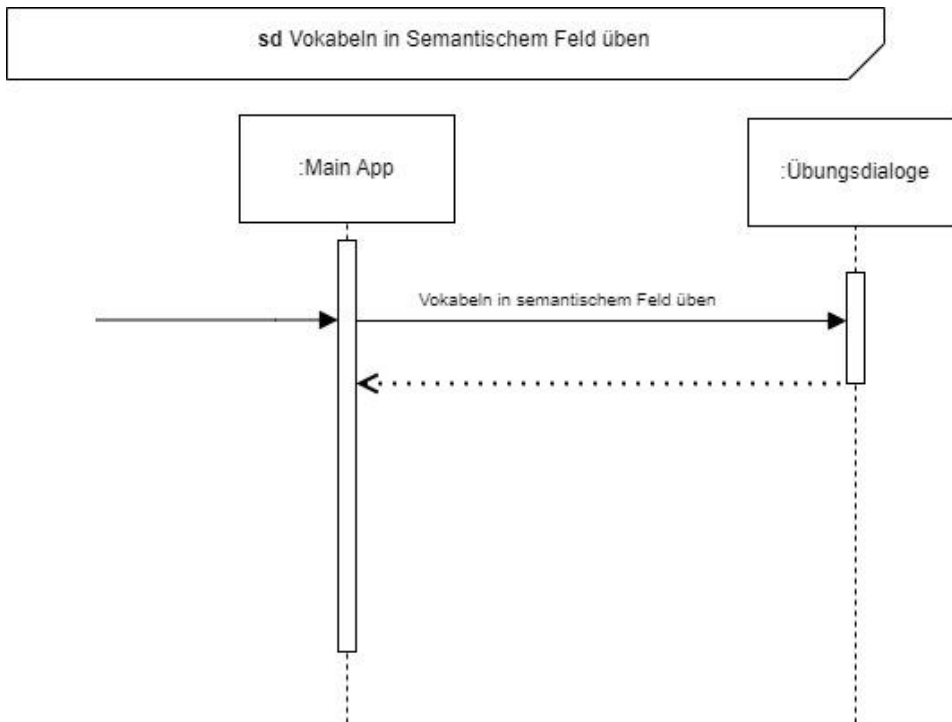 sd Vokabeln in Semantischem Feld üben
:Main App
:Übungsdialoge
Vokabeln in semantischem Feld üben